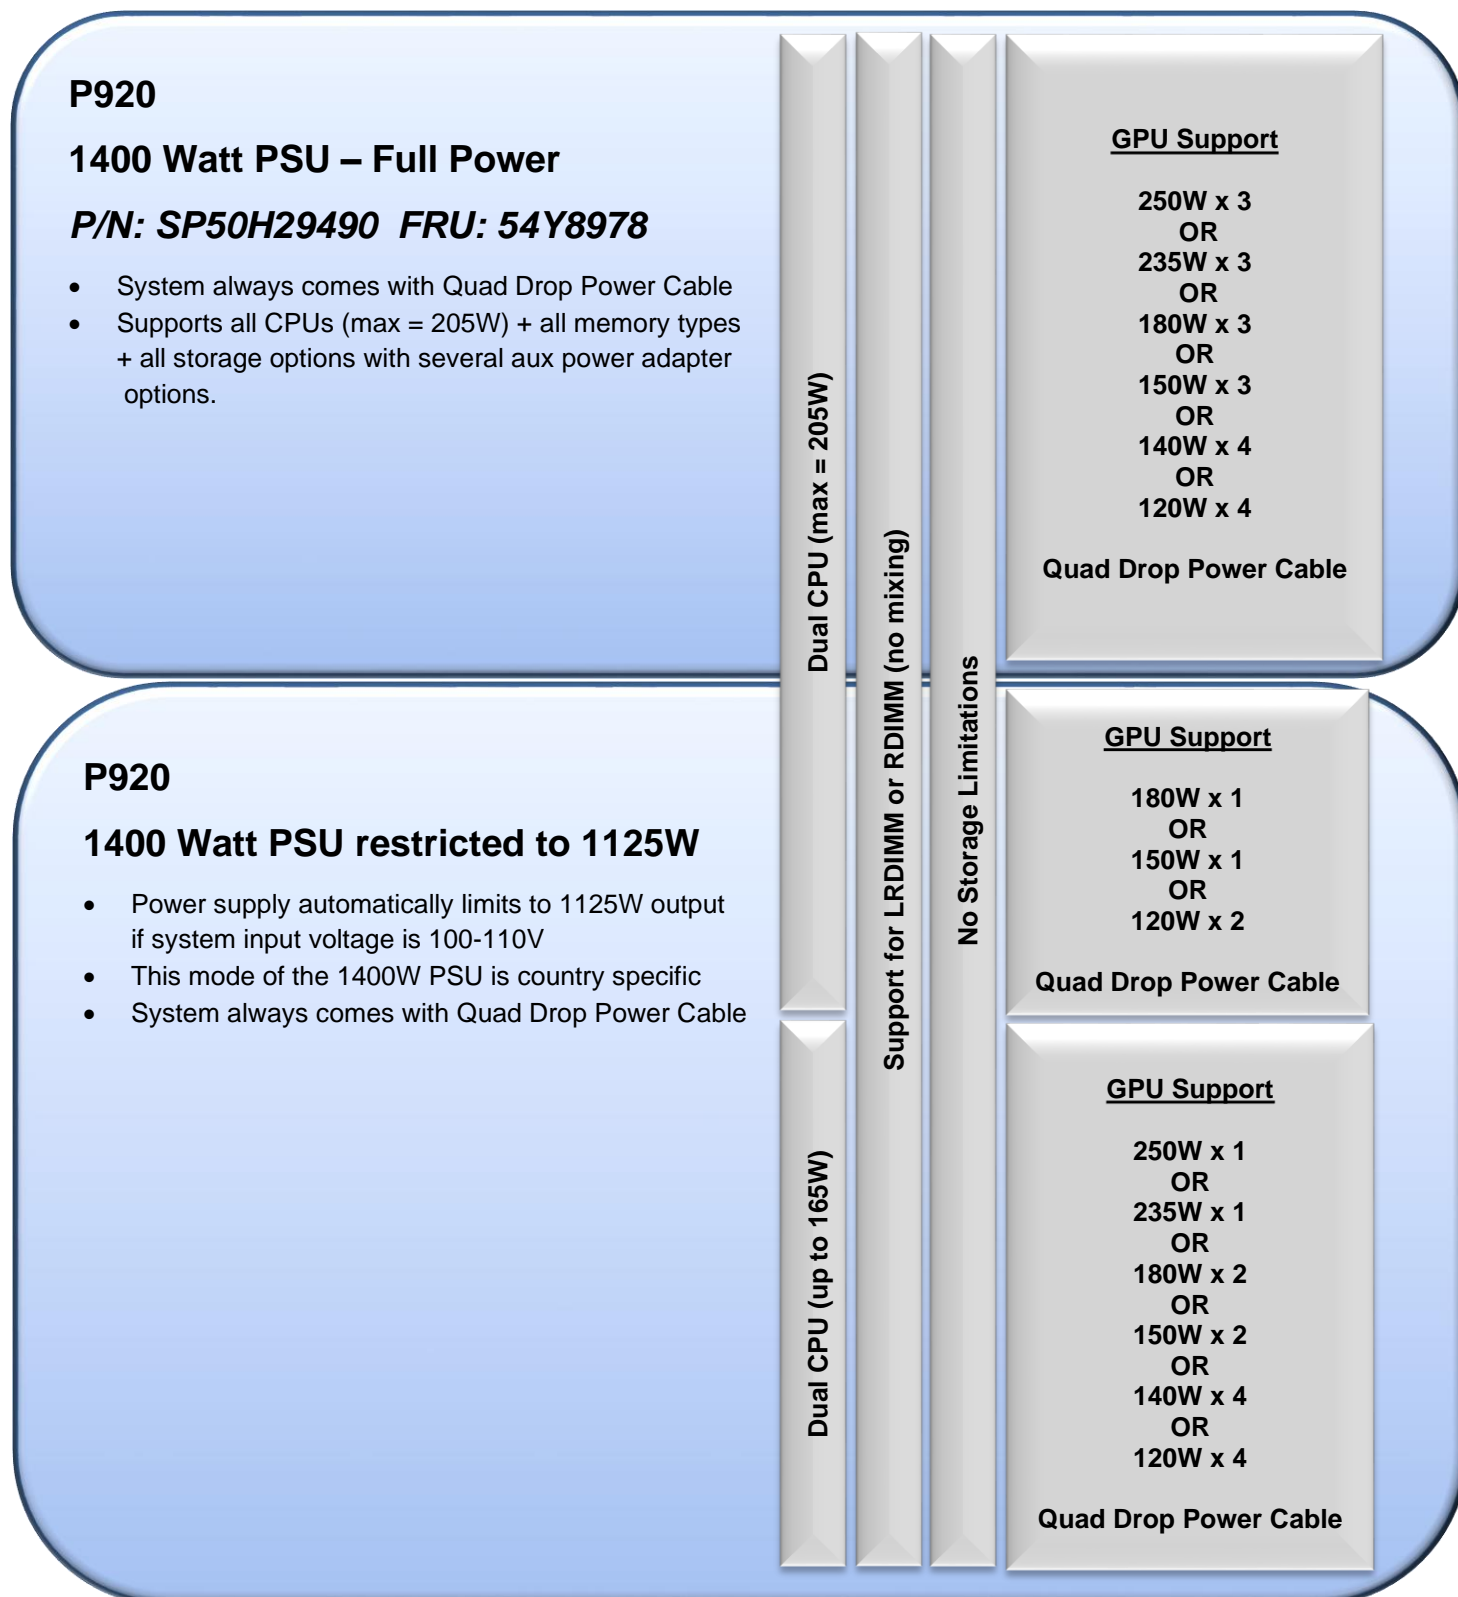 P920
1400 Watt PSU – Full Power
P/N: SP50H29490  FRU: 54Y8978
• System always comes with Quad Drop Power Cable
• Supports all CPUs (max = 205W) + all memory types
+ all storage options with several aux power adapter
options.
Dual CPU (max = 205W)
Support for LRDIMM or RDIMM (no mixing)
No Storage Limitations
GPU Support
250W x 3
OR
235W x 3
OR
180W x 3
OR
150W x 3
OR
140W x 4
OR
120W x 4
Quad Drop Power Cable
P920
1400 Watt PSU restricted to 1125W
• Power supply automatically limits to 1125W output
if system input voltage is 100-110V
• This mode of the 1400W PSU is country specific
• System always comes with Quad Drop Power Cable
GPU Support
180W x 1
OR
150W x 1
OR
120W x 2
Quad Drop Power Cable
Dual CPU (up to 165W)
GPU Support
250W x 1
OR
235W x 1
OR
180W x 2
OR
150W x 2
OR
140W x 4
OR
120W x 4
Quad Drop Power Cable